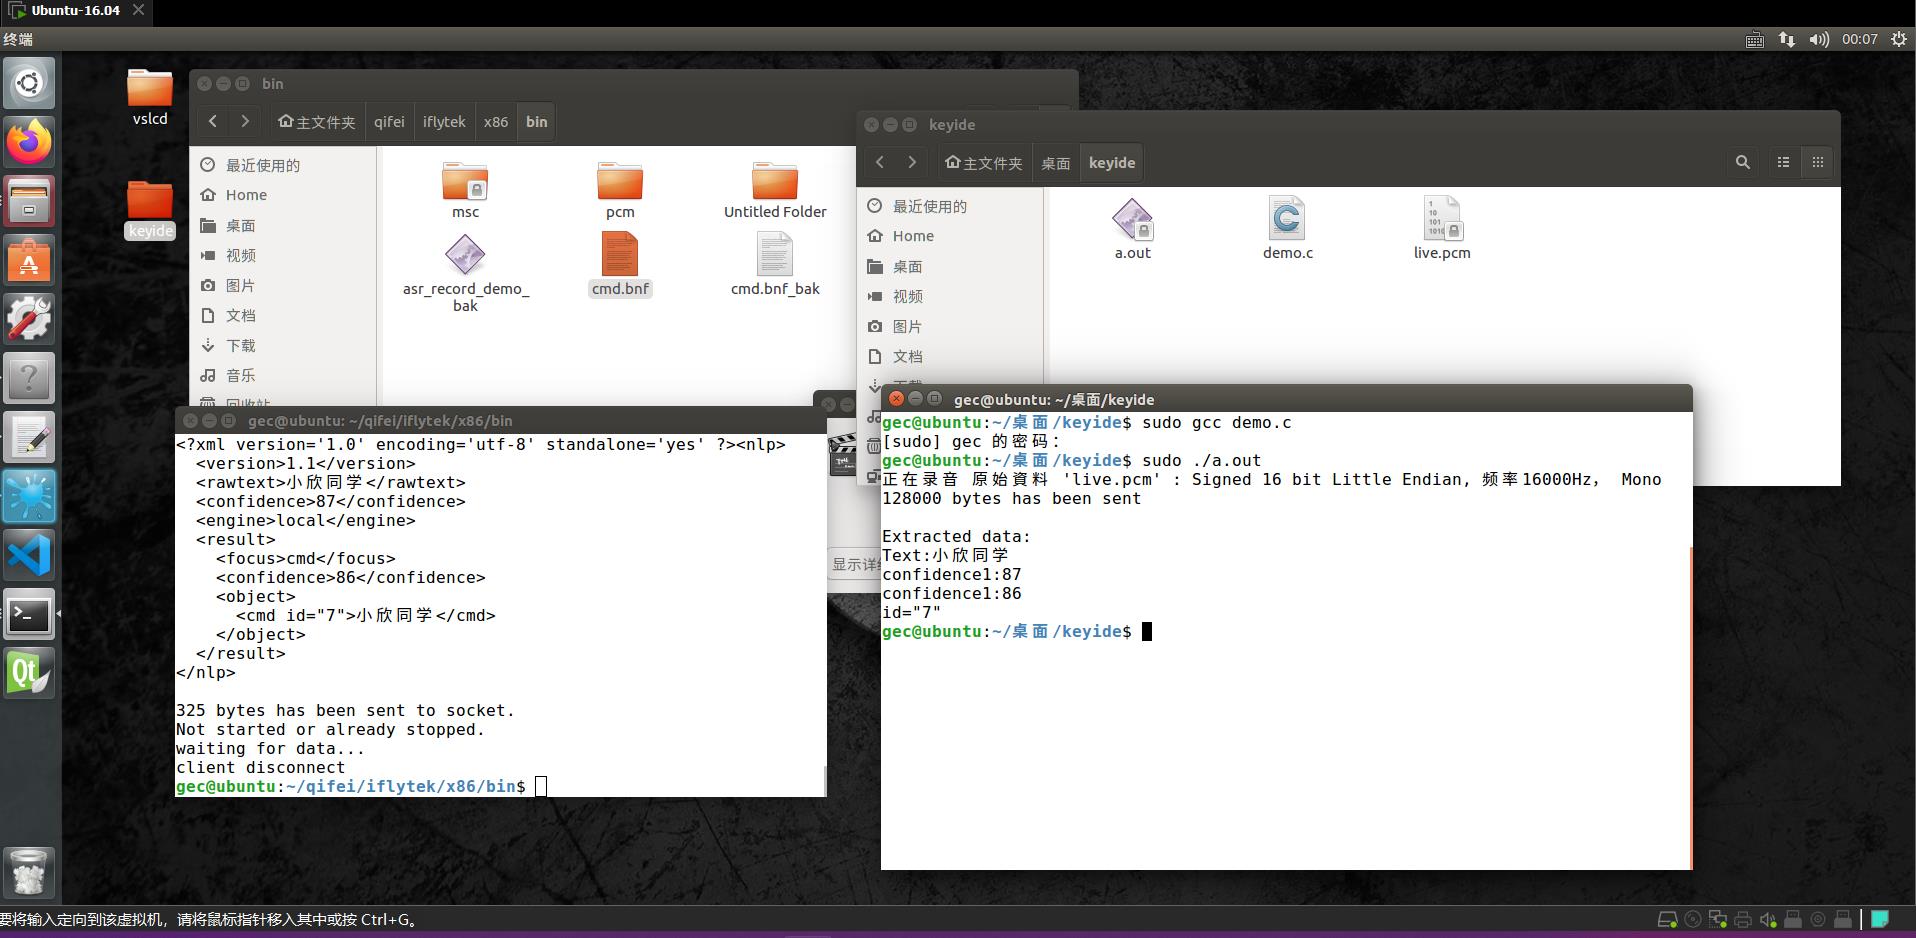 Ubuntu-16.04
终端
00:07
vslcd
keyide
bin
主文件夹
qifei
iflytek
x86
bin
最近使用的
Home
桌面
视频
图片
文档
下载
音乐
回收站
msc
pcm
Untitled Folder
asr_record_demo_
bak
cmd.bnf
cmd.bnf_bak
keyide
主文件夹
桌面
keyide
最近使用的
Home
桌面
视频
图片
文档
下载
a.out
demo.c
live.pcm
显示详细
gec@ubuntu: ~/qifei/iflytek/x86/bin
<?xml version='1.0' encoding='utf-8' standalone='yes' ?><nlp>
<version>1.1</version>
<rawtext>小欣同学</rawtext>
<confidence>87</confidence>
<engine>local</engine>
<result>
<focus>cmd</focus>
<confidence>86</confidence>
<object>
<cmd id="7">小欣同学</cmd>
</object>
</result>
</nlp>
325 bytes has been sent to socket.
Not started or already stopped.
waiting for data...
client disconnect
gec@ubuntu:~/qifei/iflytek/x86/bin$
gec@ubuntu: ~/桌面/keyide
gec@ubuntu:~/桌面/keyide$ sudo gcc demo.c
[sudo] gec 的密码：
gec@ubuntu:~/桌面/keyide$ sudo ./a.out
正在录音 原始資料 'live.pcm' : Signed 16 bit Little Endian, 频率16000Hz， Mono
128000 bytes has been sent
Extracted data:
Text:小欣同学
confidence1:87
confidence1:86
id="7"
gec@ubuntu:~/桌面/keyide$
要将输入定向到该虚拟机，请将鼠标指针移入其中或按 Ctrl+G。